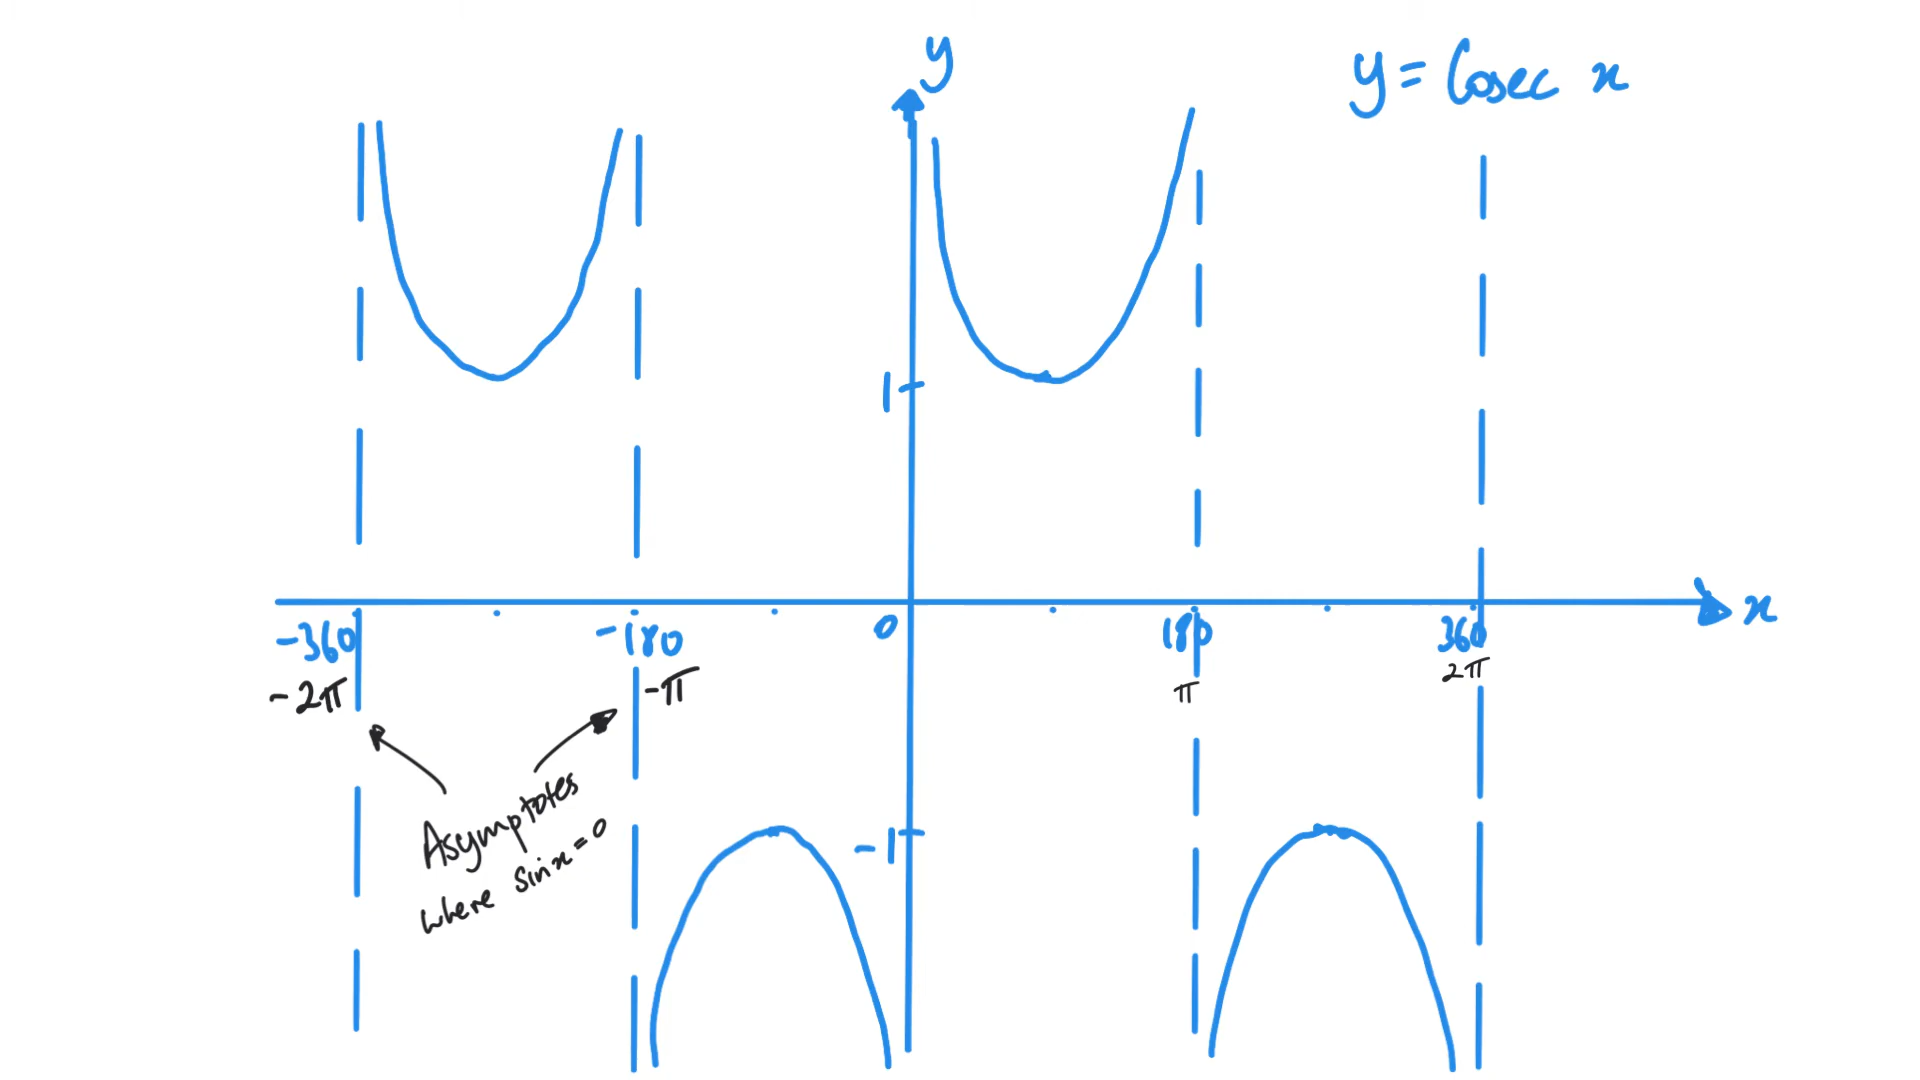 y
y = Cosec x
1
-360
-180
0
180
360
x
-2π
-π
π
2π
Asymptotes
where sin x = 0
-1